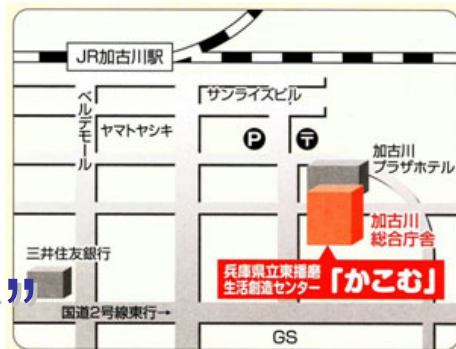 JR加古川駅
サンライズビル
ベルデモール
ヤマトヤシキ
P
〒
加古川
プラザホテル
加古川
総合庁舎
三井住友銀行
兵庫県立東播磨
生活創造センター「かこむ」
”
国道2号線東行→
GS